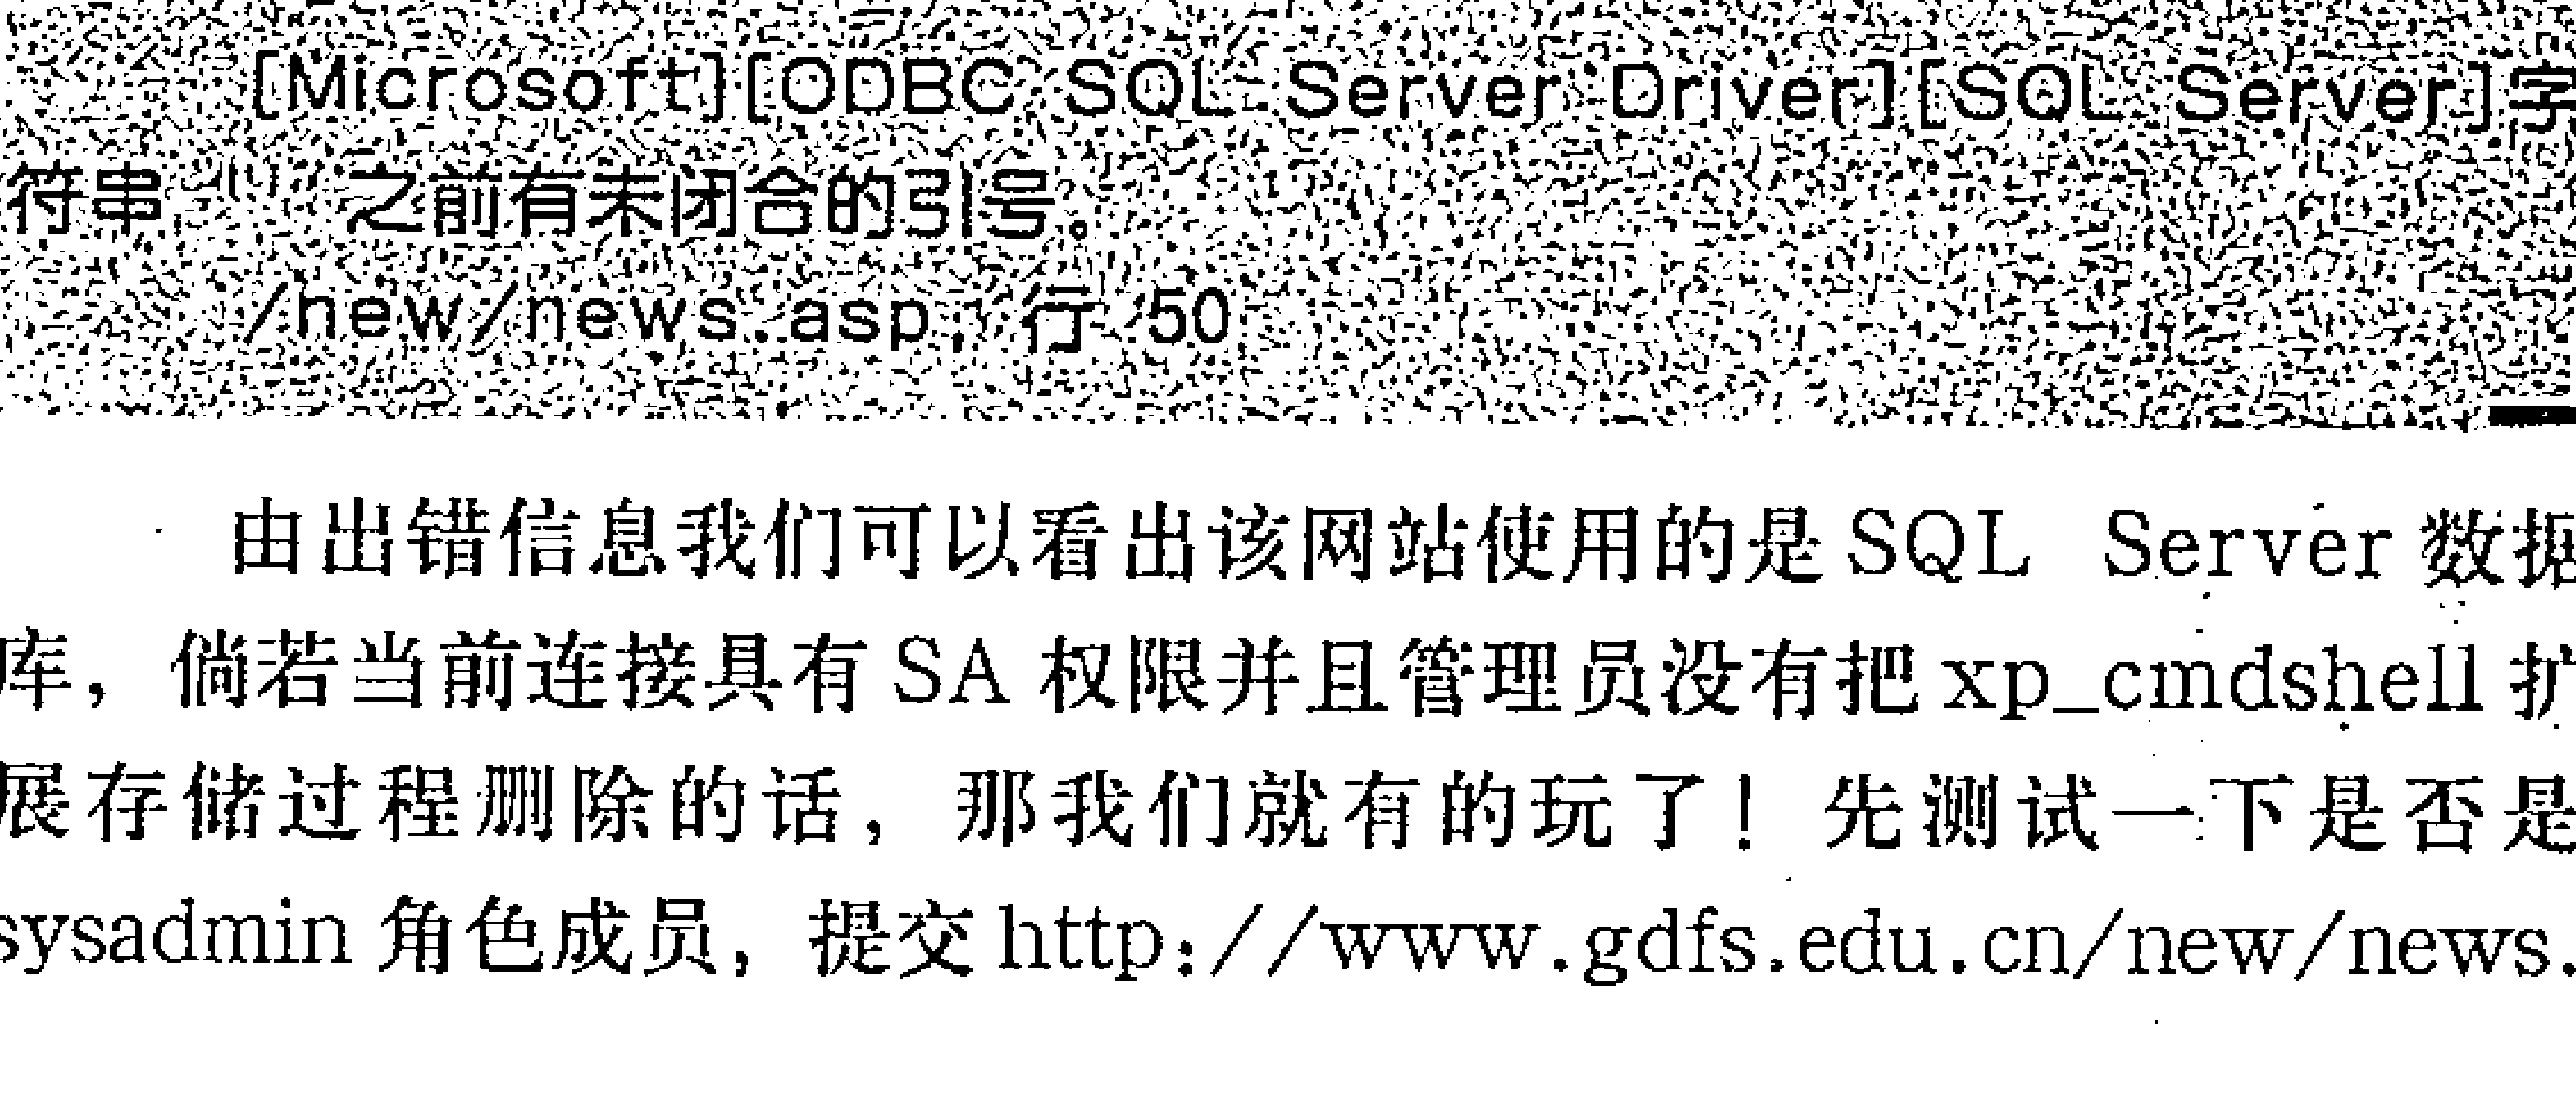 [Microsoft][ODBC SQL Server Driver][SQL Server]字
符串 '' 之前有未闭合的引号。
/new/news.asp, 行 50
由出错信息我们可以看出该网站使用的是SQL Server数据
库，倘若当前连接具有SA权限并且管理员没有把xp_cmdshell扩
展存储过程删除的话，那我们就有的玩了！先测试一下是否是
sysadmin角色成员，提交http://www.gdfs.edu.cn/new/news.